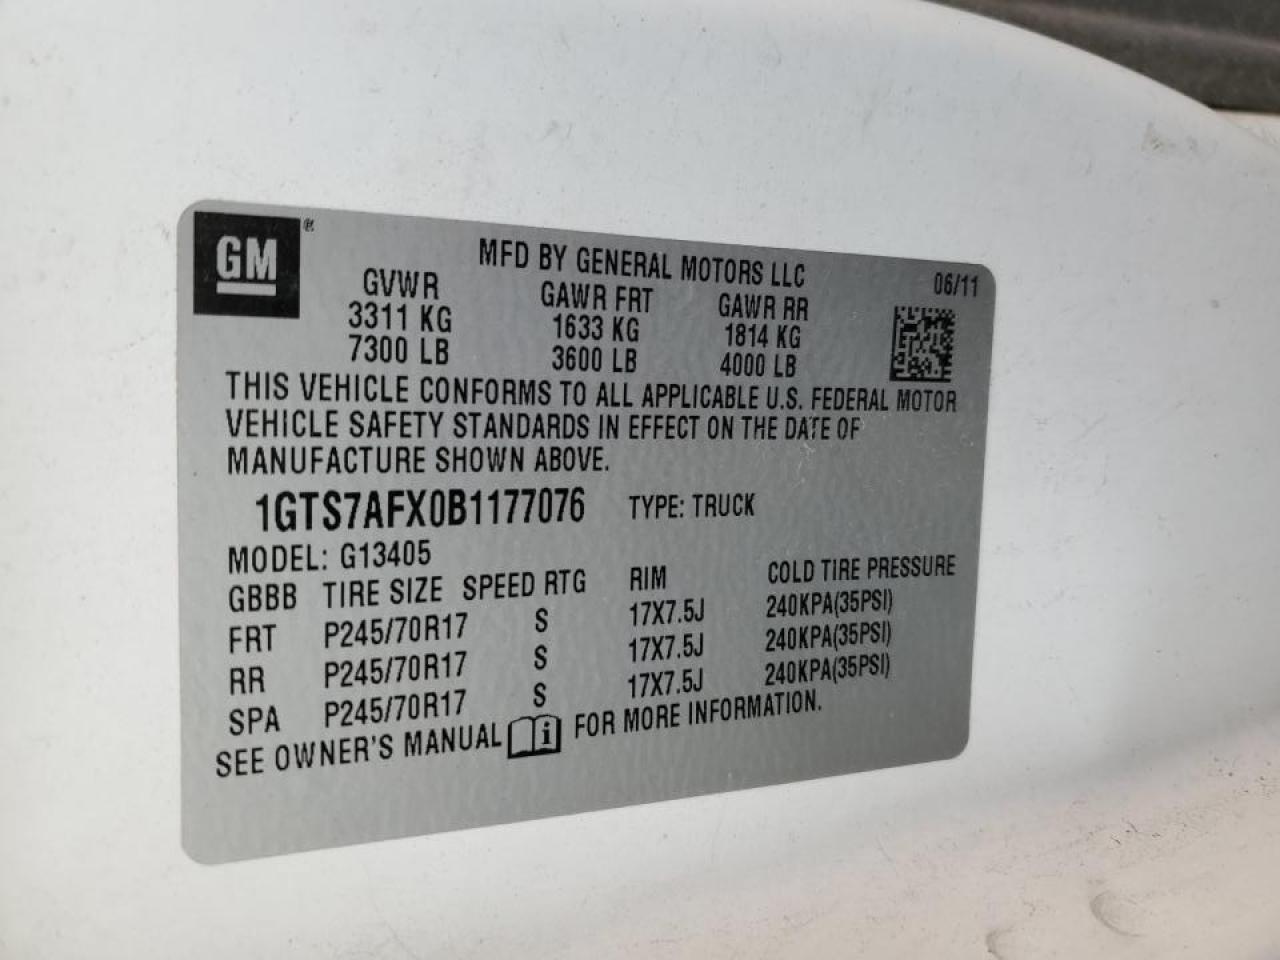 GM ®
MFD BY GENERAL MOTORS LLC 06/11
GVWR GAWR FRT GAWR RR
3311 KG 1633 KG 1814 KG
7300 LB 3600 LB 4000 LB
THIS VEHICLE CONFORMS TO ALL APPLICABLE U.S. FEDERAL MOTOR
VEHICLE SAFETY STANDARDS IN EFFECT ON THE DATE OF
MANUFACTURE SHOWN ABOVE.
1GTS7AFX0B1177076 TYPE: TRUCK
MODEL: G13405
GBBB TIRE SIZE SPEED RTG RIM COLD TIRE PRESSURE
FRT P245/70R17 S 17X7.5J 240KPA(35PSI)
RR P245/70R17 S 17X7.5J 240KPA(35PSI)
SPA P245/70R17 S 17X7.5J 240KPA(35PSI)
SEE OWNER'S MANUAL i FOR MORE INFORMATION.